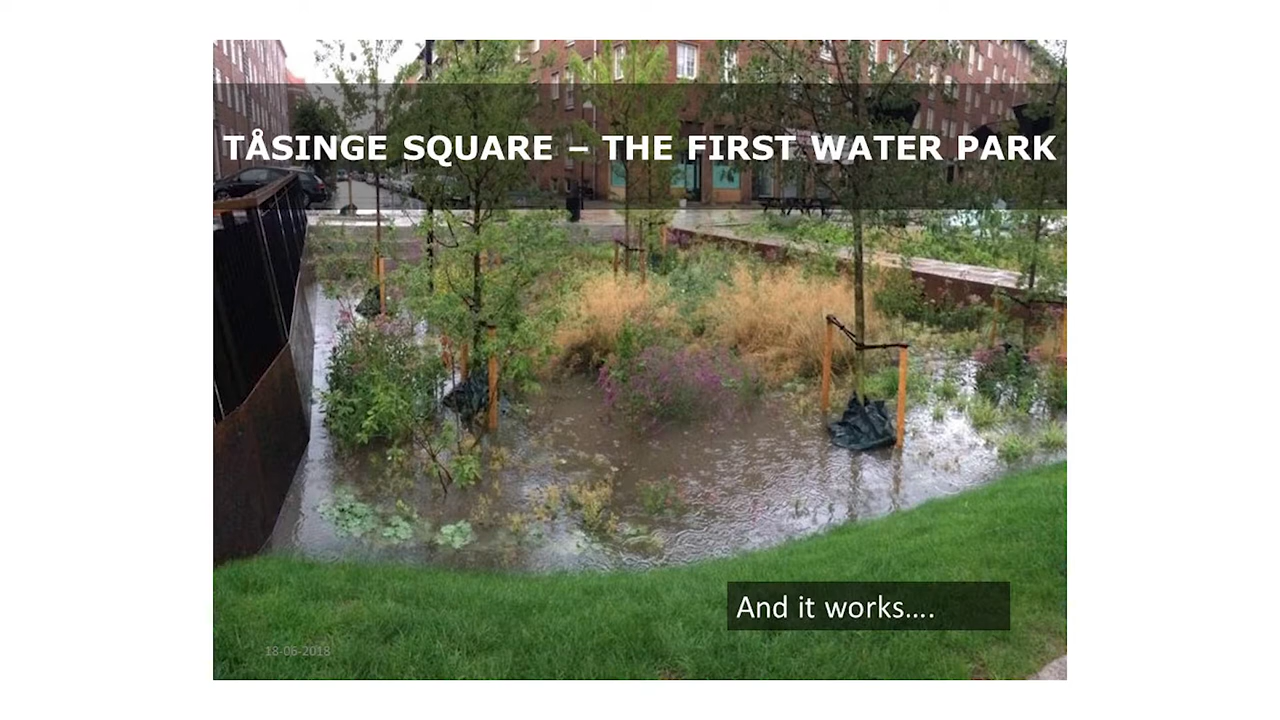 TÅSINGE SQUARE – THE FIRST WATER PARK
And it works….
18-06-2018